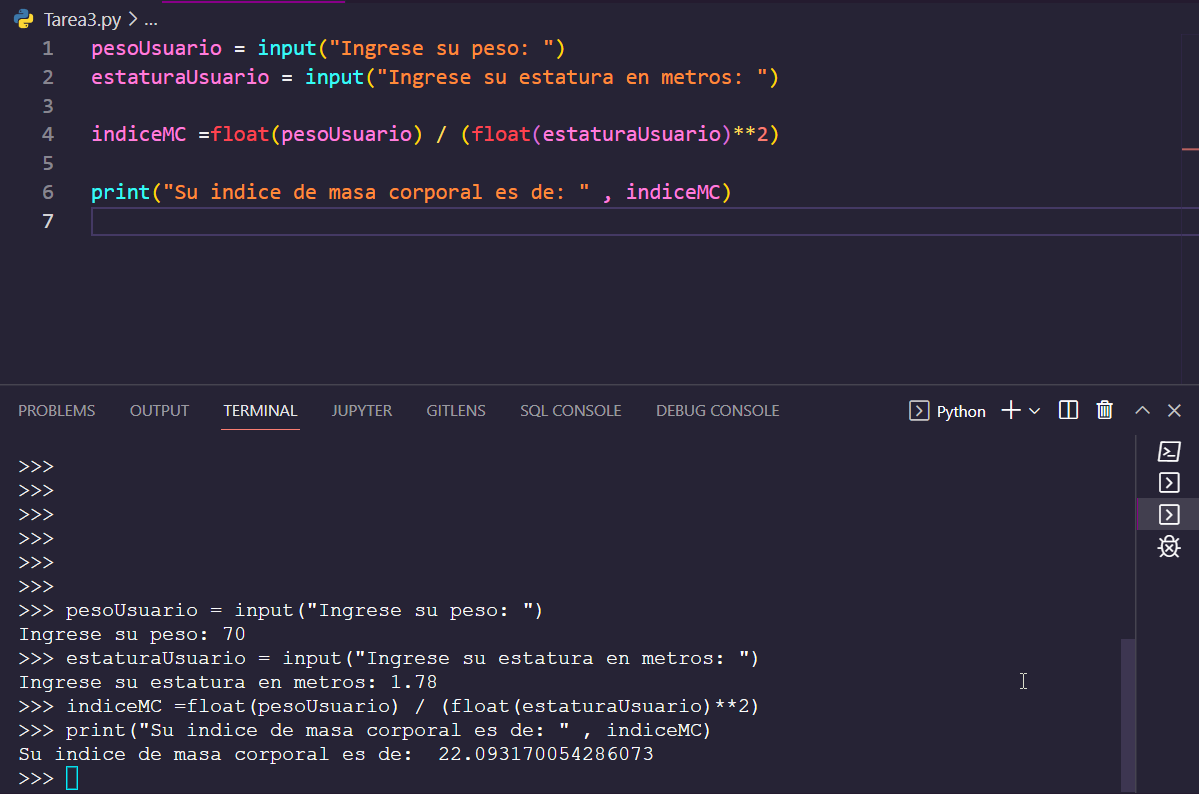 Tarea3.py > ...
1 pesoUsuario = input("Ingrese su peso: ")
2 estaturaUsuario = input("Ingrese su estatura en metros: ")
3
4 indiceMC =float(pesoUsuario) / (float(estaturaUsuario)**2)
5
6 print("Su indice de masa corporal es de: " , indiceMC)
7
PROBLEMS OUTPUT TERMINAL JUPYTER GITLENS SQL CONSOLE DEBUG CONSOLE Python
>>>
>>>
>>>
>>>
>>>
>>>
>>> pesoUsuario = input("Ingrese su peso: ")
Ingrese su peso: 70
>>> estaturaUsuario = input("Ingrese su estatura en metros: ")
Ingrese su estatura en metros: 1.78
>>> indiceMC =float(pesoUsuario) / (float(estaturaUsuario)**2)
>>> print("Su indice de masa corporal es de: " , indiceMC)
Su indice de masa corporal es de:  22.093170054286073
>>>